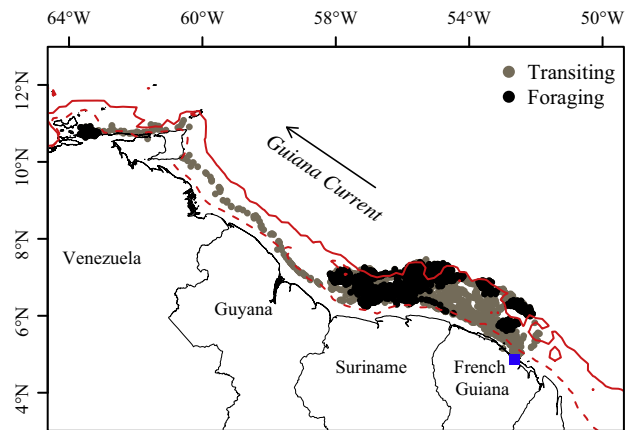 64°W 60°W 58°W 54°W 50°W
12°N
10°N
8°N
6°N
4°N
Transiting
Foraging
Guiana Current
Venezuela
Guyana
Suriname
French
Guiana